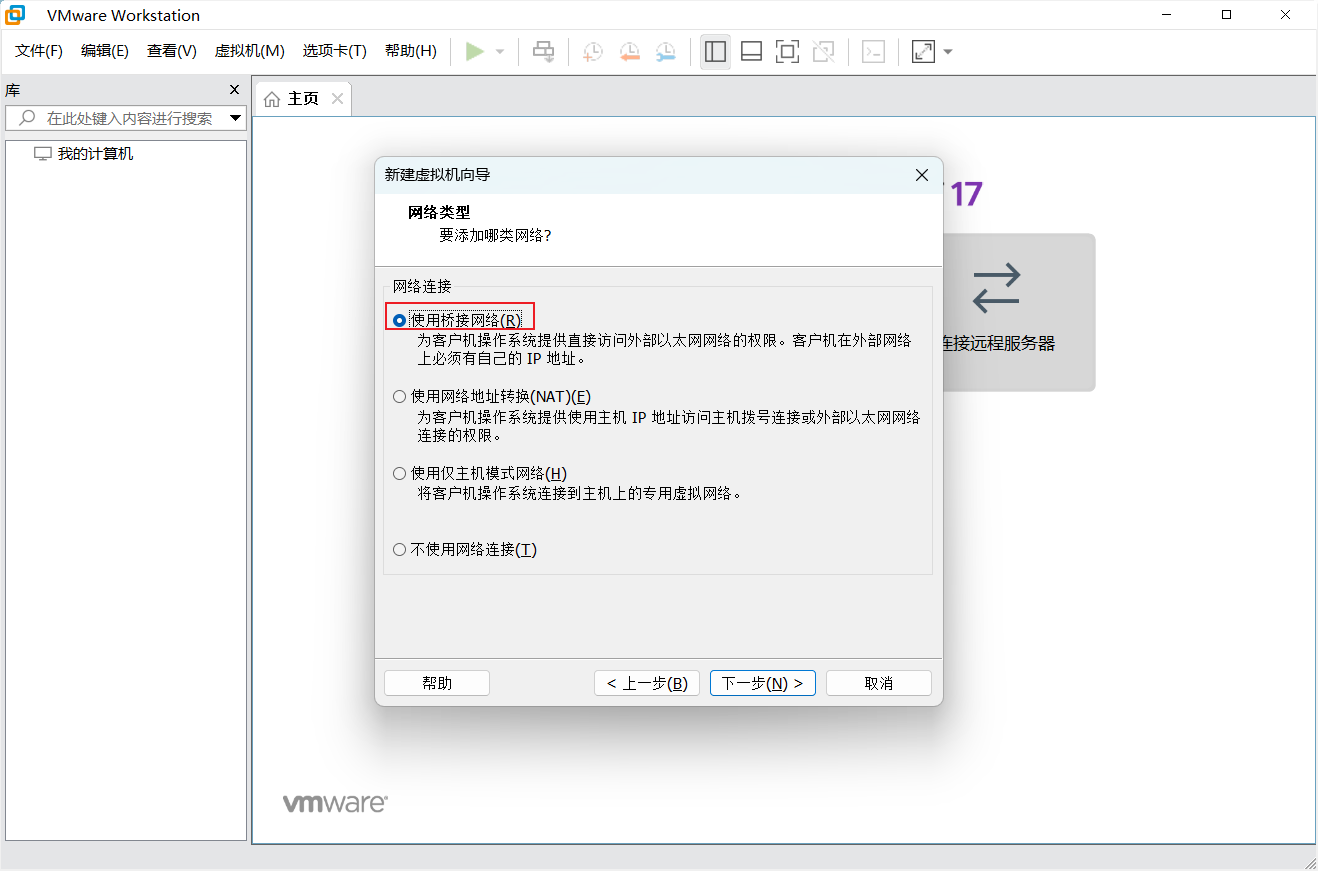 VMware Workstation
文件(F) 编辑(E) 查看(V) 虚拟机(M) 选项卡(T) 帮助(H)
库
在此处键入内容进行搜索
我的计算机
主页
17
连接远程服务器
新建虚拟机向导
网络类型
要添加哪类网络?
网络连接
使用桥接网络(R)
为客户机操作系统提供直接访问外部以太网网络的权限。客户机在外部网络
上必须有自己的 IP 地址。
使用网络地址转换(NAT)(E)
为客户机操作系统提供使用主机 IP 地址访问主机拨号连接或外部以太网网络
连接的权限。
使用仅主机模式网络(H)
将客户机操作系统连接到主机上的专用虚拟网络。
不使用网络连接(T)
帮助 < 上一步(B) 下一步(N) > 取消
vmware